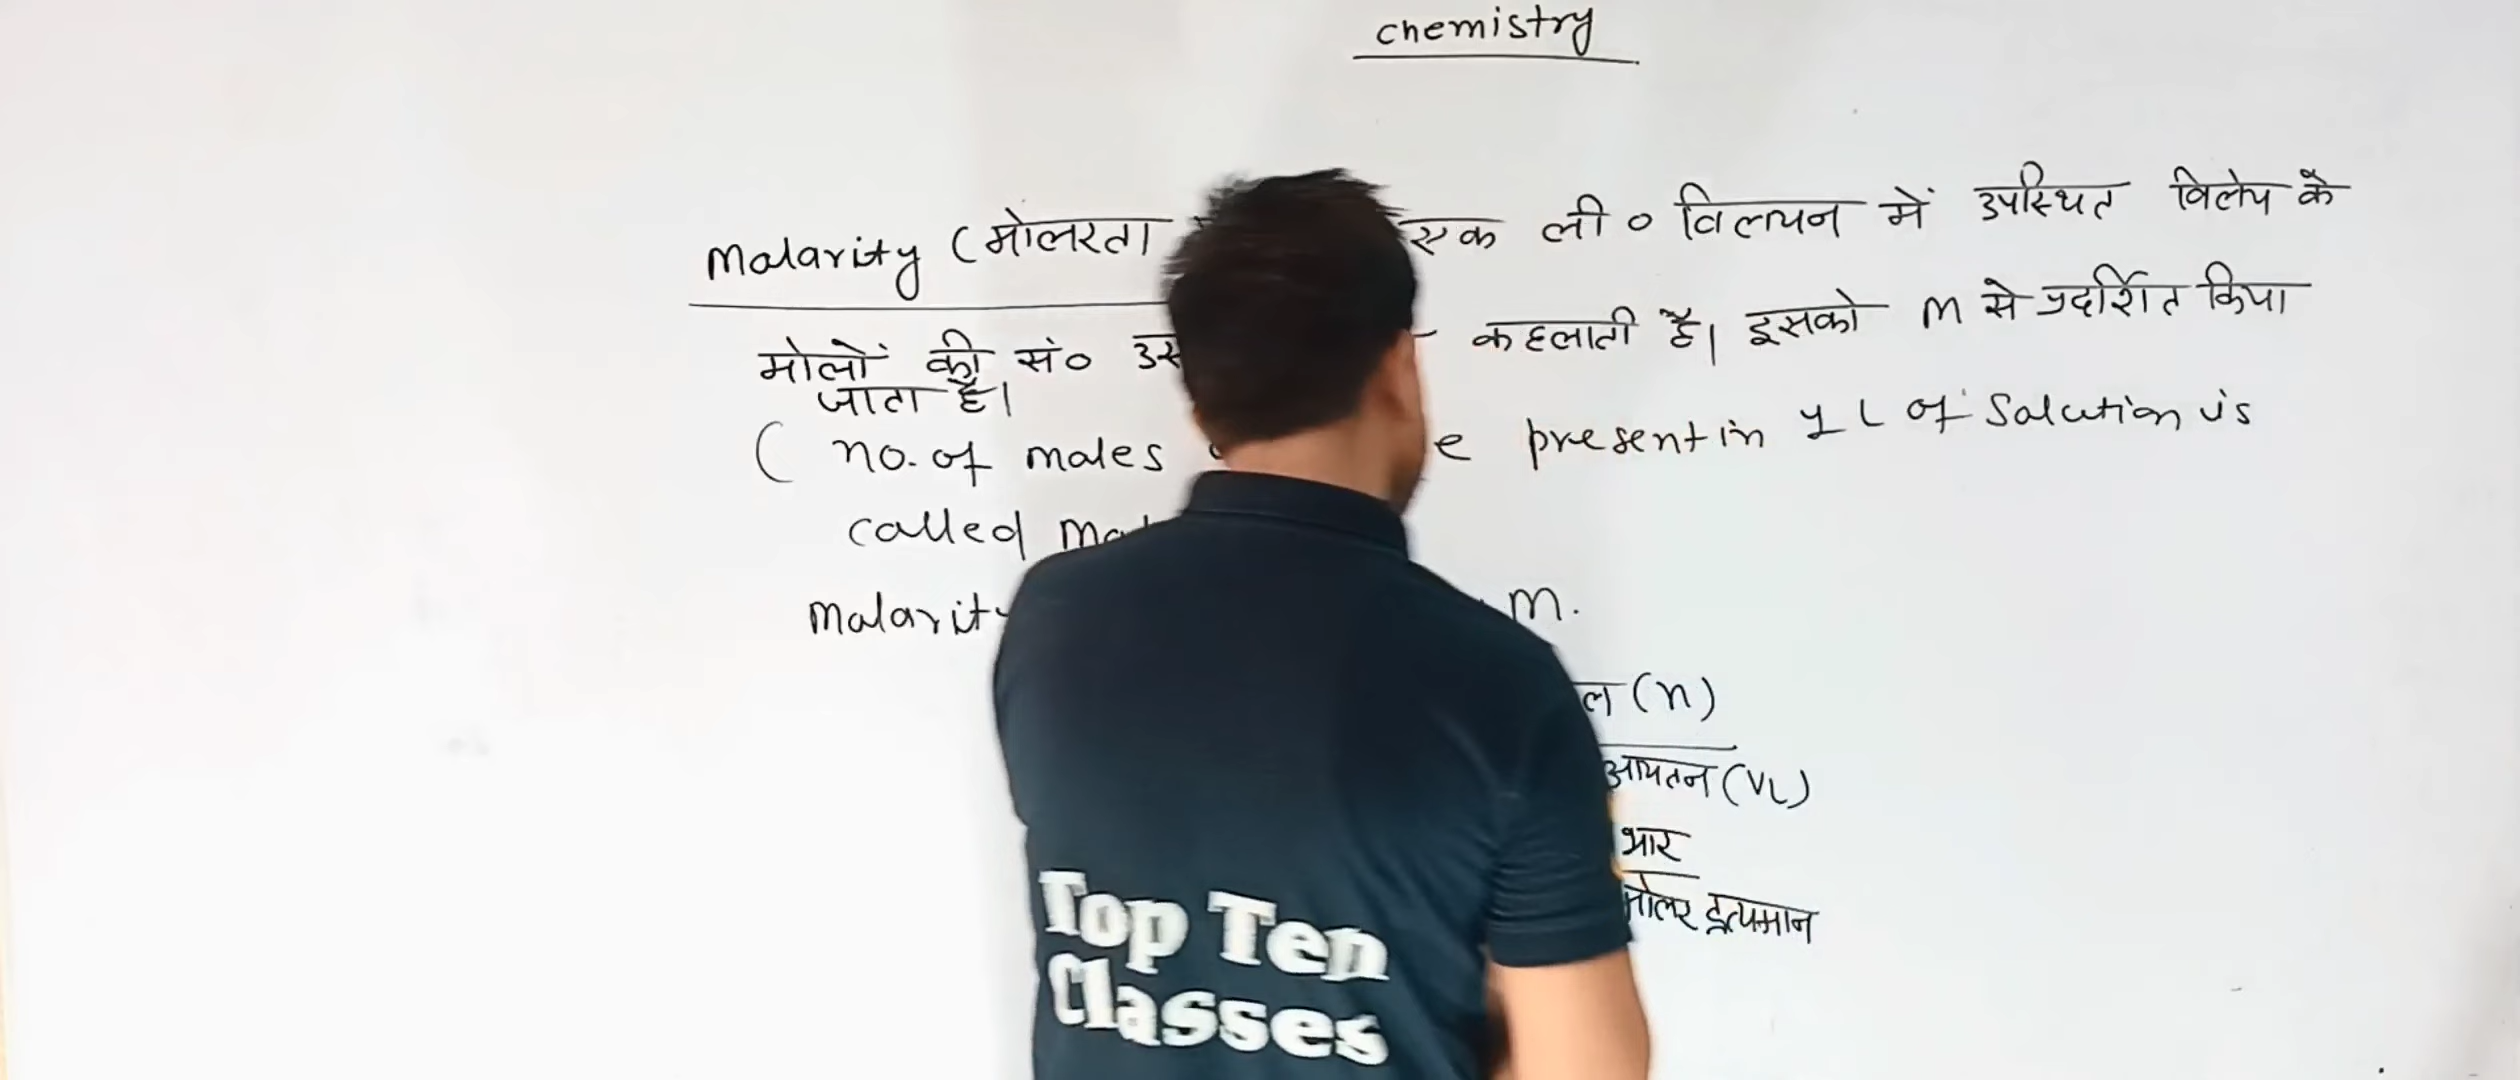 chemistry
Molarity (मोलरता एक ली० विलयन में उपस्थित विलेय के
मोलों की सं० उस कहलाती है। इसको M से प्रदर्शित किया
जाता है।
( no. of moles e present in 1 L of Solution is
called
Molarity M.
ल (n)
आयतन (VL)
भार
मोलर द्रव्यमान
Top Ten
Classes